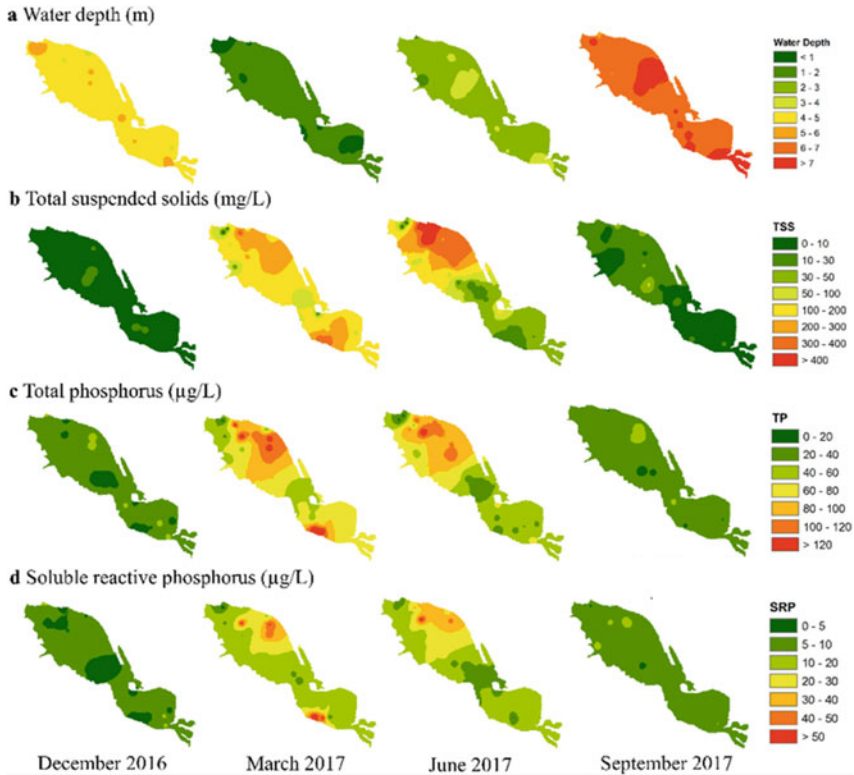 a Water depth (m)
Water Depth
< 1
1 - 2
2 - 3
3 - 4
4 - 5
5 - 6
6 - 7
> 7
b Total suspended solids (mg/L)
TSS
0 - 10
10 - 30
30 - 50
50 - 100
100 - 200
200 - 300
300 - 400
> 400
c Total phosphorus (µg/L)
TP
0 - 20
20 - 40
40 - 60
60 - 80
80 - 100
100 - 120
> 120
d Soluble reactive phosphorus (µg/L)
SRP
0 - 5
5 - 10
10 - 20
20 - 30
30 - 40
40 - 50
> 50
December 2016 March 2017 June 2017 September 2017